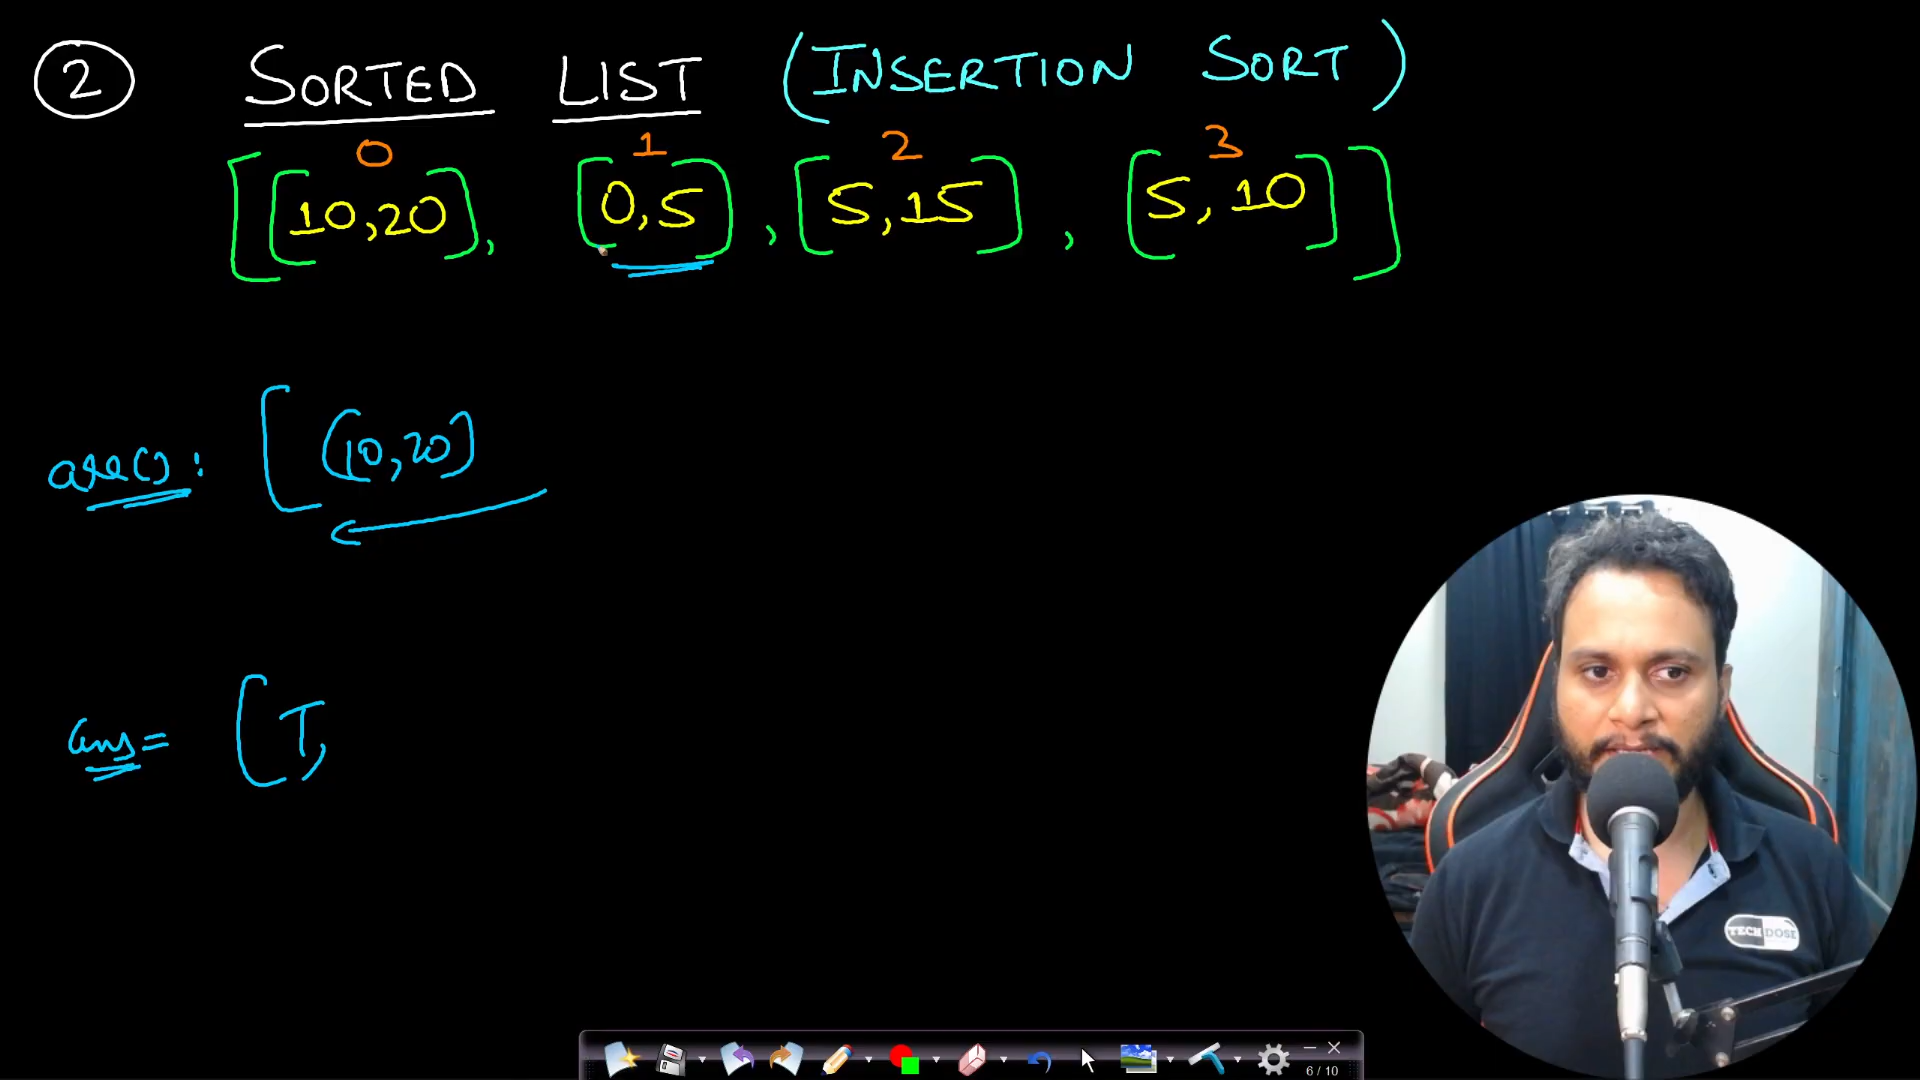 2 SORTED LIST (INSERTION SORT)
0 1 2 3
[[10,20], [0,5], [5,15], [5,10]]
arr(): [ [10,20]
ans= [ T,
TECH DOSE
6 / 10